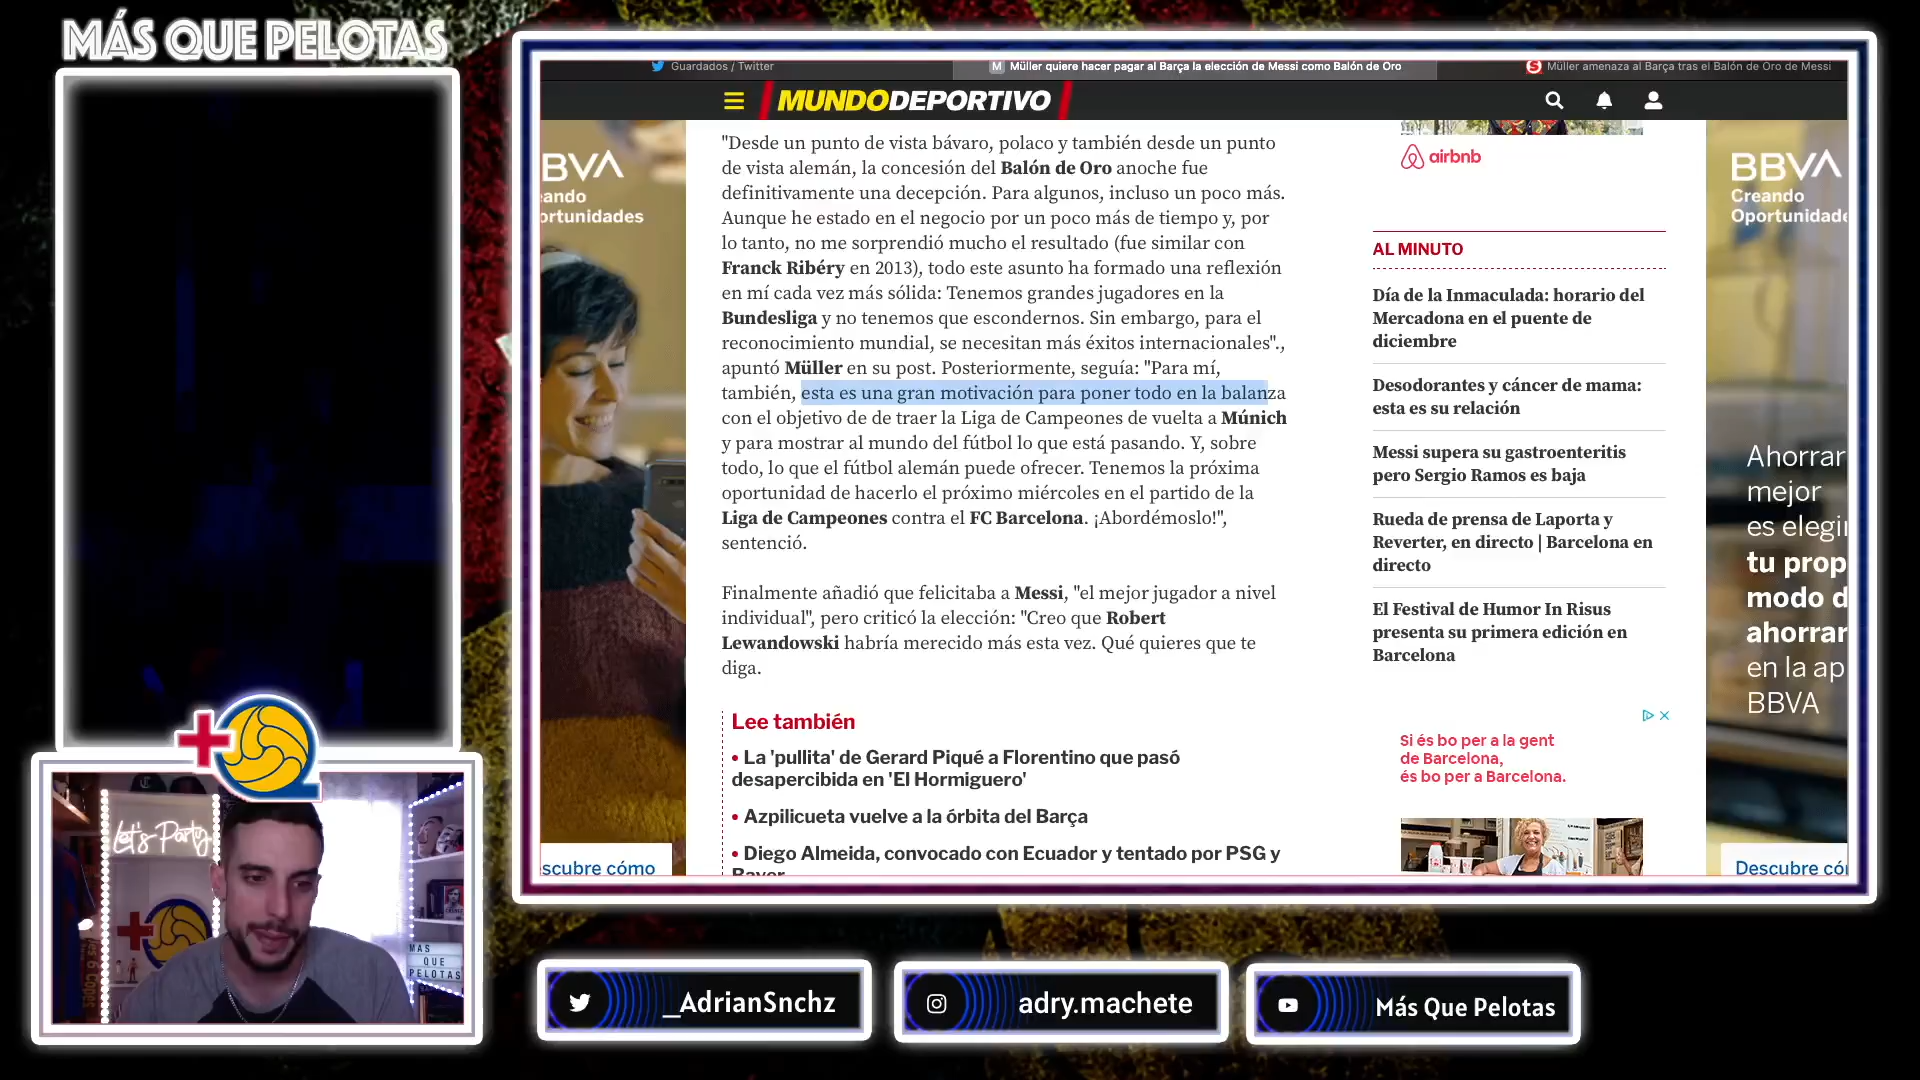 MÁS QUE PELOTAS
Guardados / Twitter
Müller quiere hacer pagar al Barça la elección de Messi como Balón de Oro
Müller amenaza al Barça tras el Balón de Oro de Messi
MUNDODEPORTIVO
"Desde un punto de vista bávaro, polaco y también desde un punto
de vista alemán, la concesión del Balón de Oro anoche fue
definitivamente una decepción. Para algunos, incluso un poco más.
Aunque he estado en el negocio por un poco más de tiempo y, por
lo tanto, no me sorprendió mucho el resultado (fue similar con
Franck Ribéry en 2013), todo este asunto ha formado una reflexión
en mí cada vez más sólida: Tenemos grandes jugadores en la
Bundesliga y no tenemos que escondernos. Sin embargo, para el
reconocimiento mundial, se necesitan más éxitos internacionales".,
apuntó Müller en su post. Posteriormente, seguía: "Para mí,
también, esta es una gran motivación para poner todo en la balanza
con el objetivo de de traer la Liga de Campeones de vuelta a Múnich
y para mostrar al mundo del fútbol lo que está pasando. Y, sobre
todo, lo que el fútbol alemán puede ofrecer. Tenemos la próxima
oportunidad de hacerlo el próximo miércoles en el partido de la
Liga de Campeones contra el FC Barcelona. ¡Abordémoslo!",
sentenció.
Finalmente añadió que felicitaba a Messi, "el mejor jugador a nivel
individual", pero criticó la elección: "Creo que Robert
Lewandowski habría merecido más esta vez. Qué quieres que te
diga.
Lee también
• La 'pullita' de Gerard Piqué a Florentino que pasó
desapercibida en 'El Hormiguero'
• Azpilicueta vuelve a la órbita del Barça
• Diego Almeida, convocado con Ecuador y tentado por PSG y
Bayer
BVA
eando
ortunidades
scubre cómo
airbnb
AL MINUTO
Día de la Inmaculada: horario del
Mercadona en el puente de
diciembre
Desodorantes y cáncer de mama:
esta es su relación
Messi supera su gastroenteritis
pero Sergio Ramos es baja
Rueda de prensa de Laporta y
Reverter, en directo | Barcelona en
directo
El Festival de Humor In Risus
presenta su primera edición en
Barcelona
Si és bo per a la gent
de Barcelona,
és bo per a Barcelona.
BBVA
Creando
Oportunidade
Ahorrar
mejor
es elegir
tu prop
modo d
ahorrar
en la ap
BBVA
Descubre có
Let's Party
MAS
QUE
PELOTAS
_AdrianSnchz
adry.machete
Más Que Pelotas